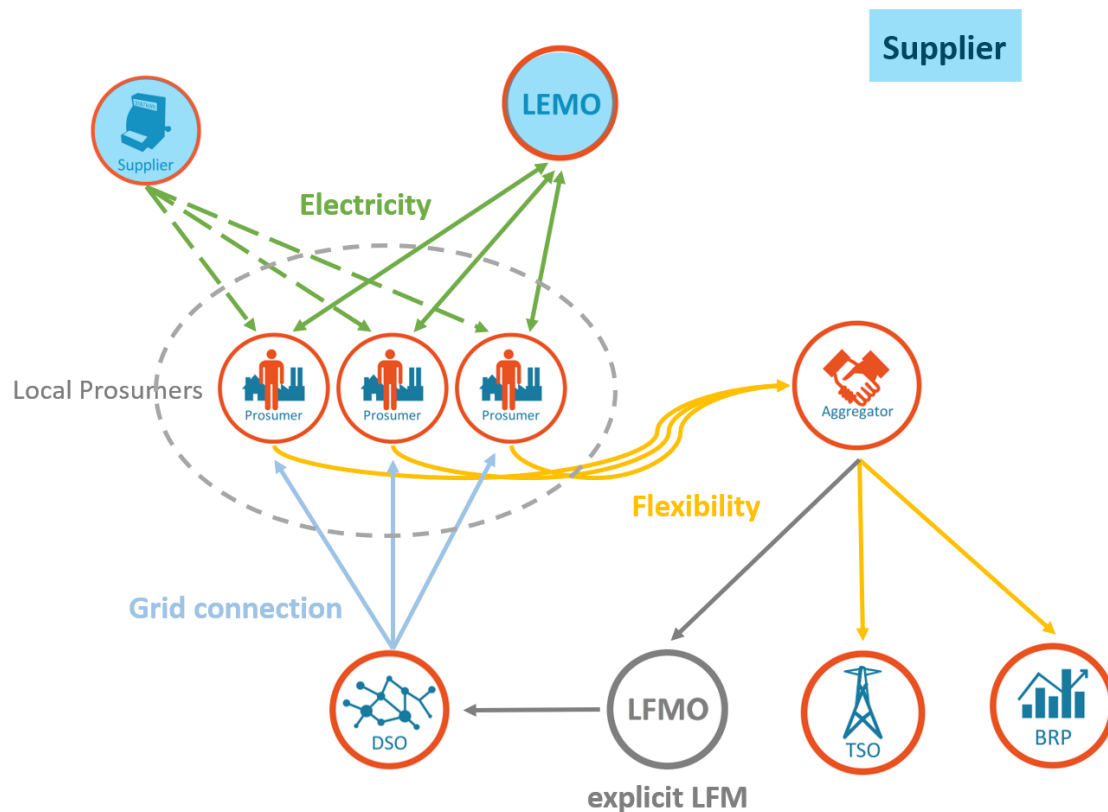 Supplier
LEMO
Supplier
Electricity
Local Prosumers
Prosumer
Prosumer
Prosumer
Aggregator
Flexibility
Grid connection
DSO
LFMO
TSO
BRP
explicit LFM